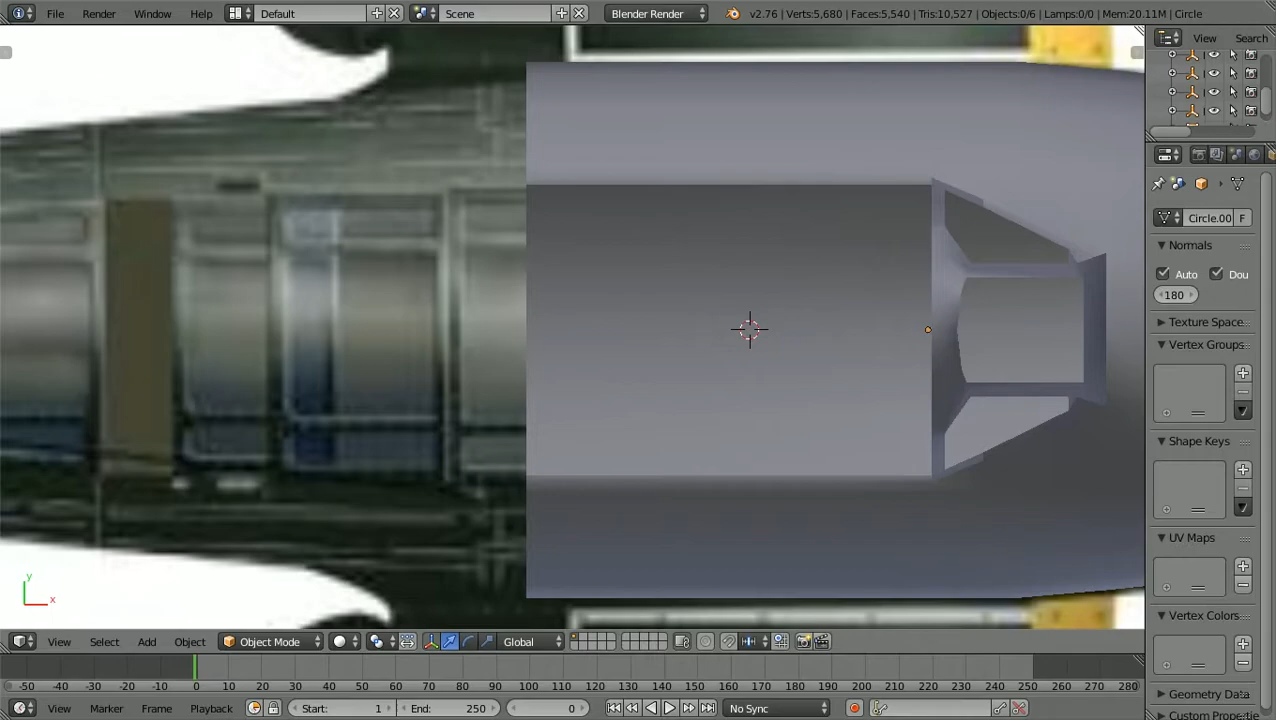 File Render Window Help Default Scene Blender Render v2.76 | Verts:5,680 | Faces:5,540 | Tris:10,527 | Objects:0/6 | Lamps:0/0 | Mem:20.11M | Circle
View Search
Circle.00 F
Normals
Auto Dou
180
Texture Space
Vertex Groups
Shape Keys
UV Maps
Vertex Colors
Geometry Data
Custom Properties
y
x
View Select Add Object Object Mode Global
-50 -40 -30 -20 -10 0 10 20 30 40 50 60 70 80 90 100 110 120 130 140 150 160 170 180 190 200 210 220 230 240 250 260 270 280
View Marker Frame Playback Start: 1 End: 250 0 No Sync